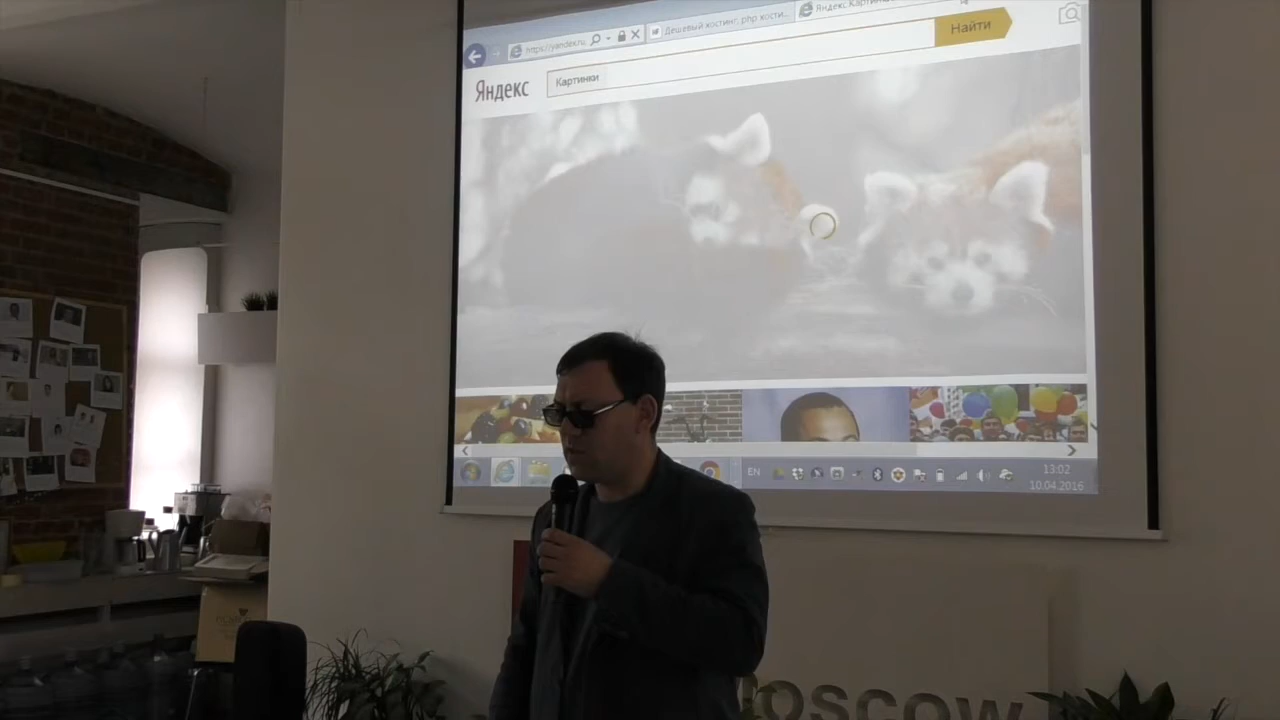 https://yandex.ru
Дешевый хостинг, php хости...
Яндекс.Картинки
Найти
Яндекс
Картинки
EN
13:02
10.04.2016
oscow